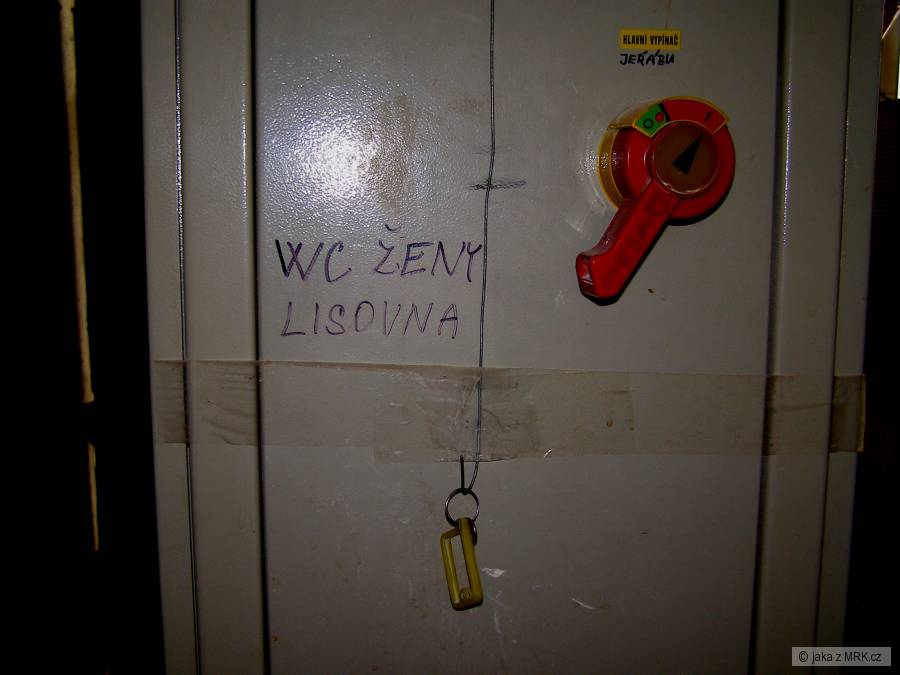 HLAVNÍ VYPÍNAČ
JEŘÁBU
WC ŽENY
LISOVNA
© jaka z MRK.cz